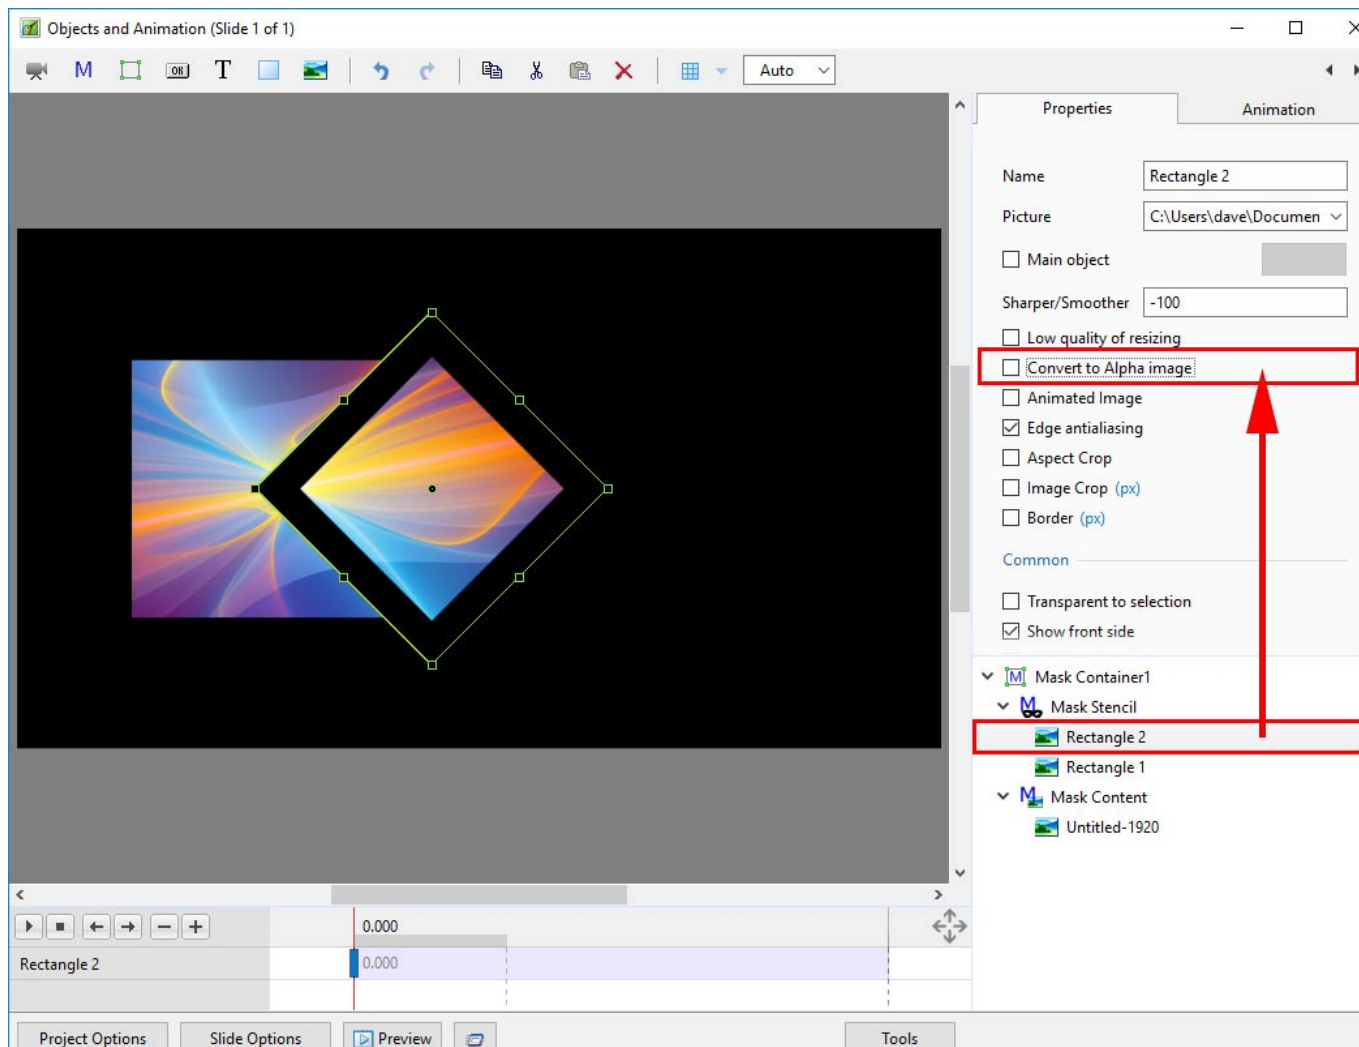 Objects and Animation (Slide 1 of 1)
M OK T Auto
Properties Animation
Name Rectangle 2
Picture C:\Users\dave\Documen
Main object
Sharper/Smoother -100
Low quality of resizing
Convert to Alpha image
Animated Image
Edge antialiasing
Aspect Crop
Image Crop (px)
Border (px)
Common
Transparent to selection
Show front side
M Mask Container1
M Mask Stencil
Rectangle 2
Rectangle 1
M Mask Content
Untitled-1920
0.000
Rectangle 2 0.000
Project Options Slide Options Preview Tools